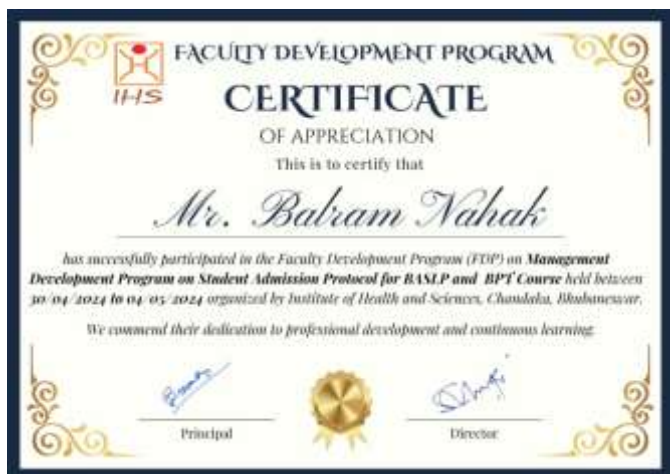 FACULTY DEVELOPMENT PROGRAM
IHS
CERTIFICATE
OF APPRECIATION
This is to certify that
Mr. Balram Nahak
has successfully participated in the Faculty Development Program (FDP) on Management
Development Program on Student Admission Protocol for BASLP and BPT Course held between
30/04/2024 to 04/05/2024 organized by Institute of Health and Sciences, Chandaka, Bhubaneswar.
We commend their dedication to professional development and continuous learning.
Principal
Director